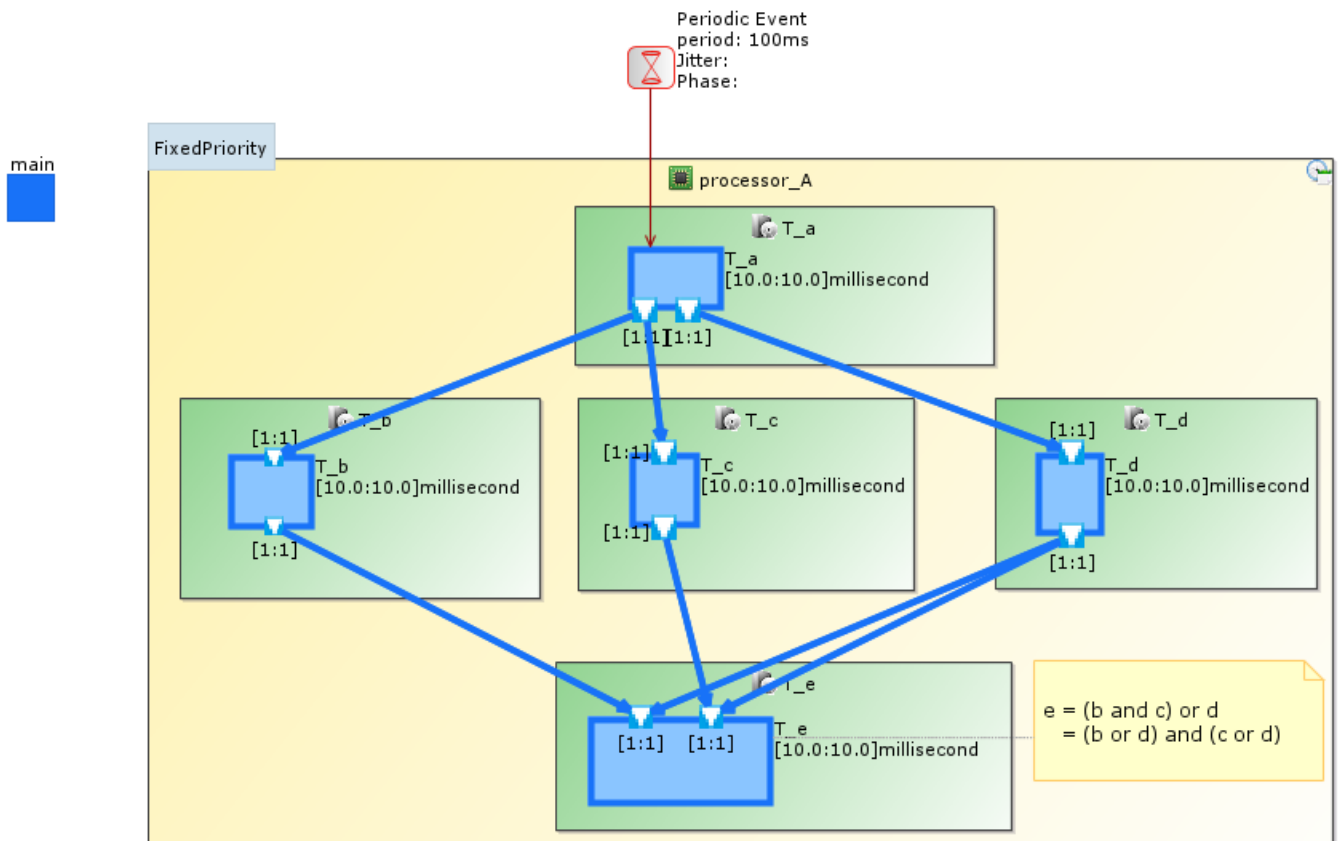 Periodic Event
period: 100ms
Jitter:
Phase:
FixedPriority
main
processor_A
T_a
T_a
[10.0:10.0]millisecond
[1:1] [1:1]
T_b
[1:1]
T_b
[10.0:10.0]millisecond
[1:1]
T_c
[1:1]
T_c
[10.0:10.0]millisecond
[1:1]
T_d
[1:1]
T_d
[10.0:10.0]millisecond
[1:1]
T_e
T_e
[1:1] [1:1]
[10.0:10.0]millisecond
e = (b and c) or d
= (b or d) and (c or d)